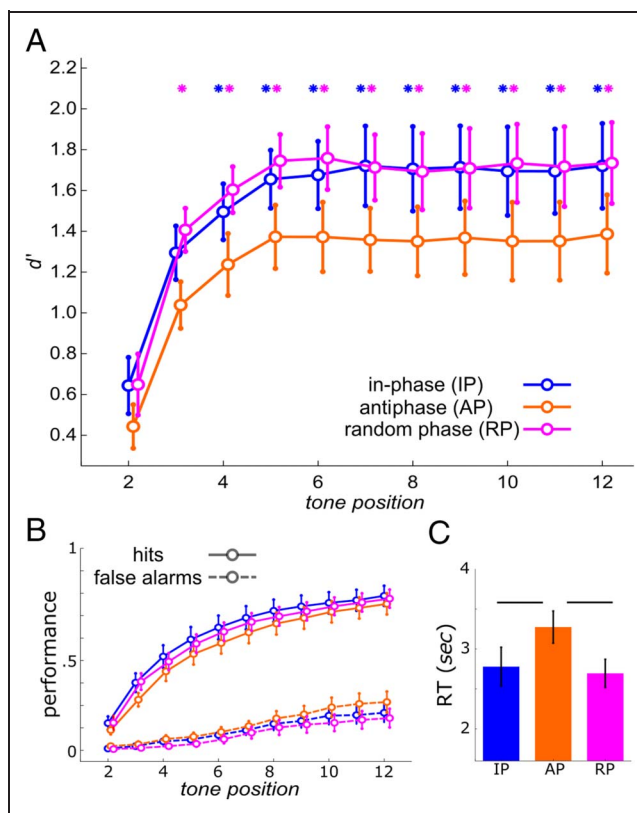 A
* ** ** ** ** ** ** ** ** **
2.2
2.0
1.8
1.6
1.4
1.2
1.0
0.8
0.6
0.4
d'
in-phase (IP)
antiphase (AP)
random phase (RP)
2 4 6 8 10 12
tone position
B
hits
false alarms
1
.5
0
performance
2 4 6 8 10 12
tone position
C
4
3
2
RT (sec)
IP AP RP